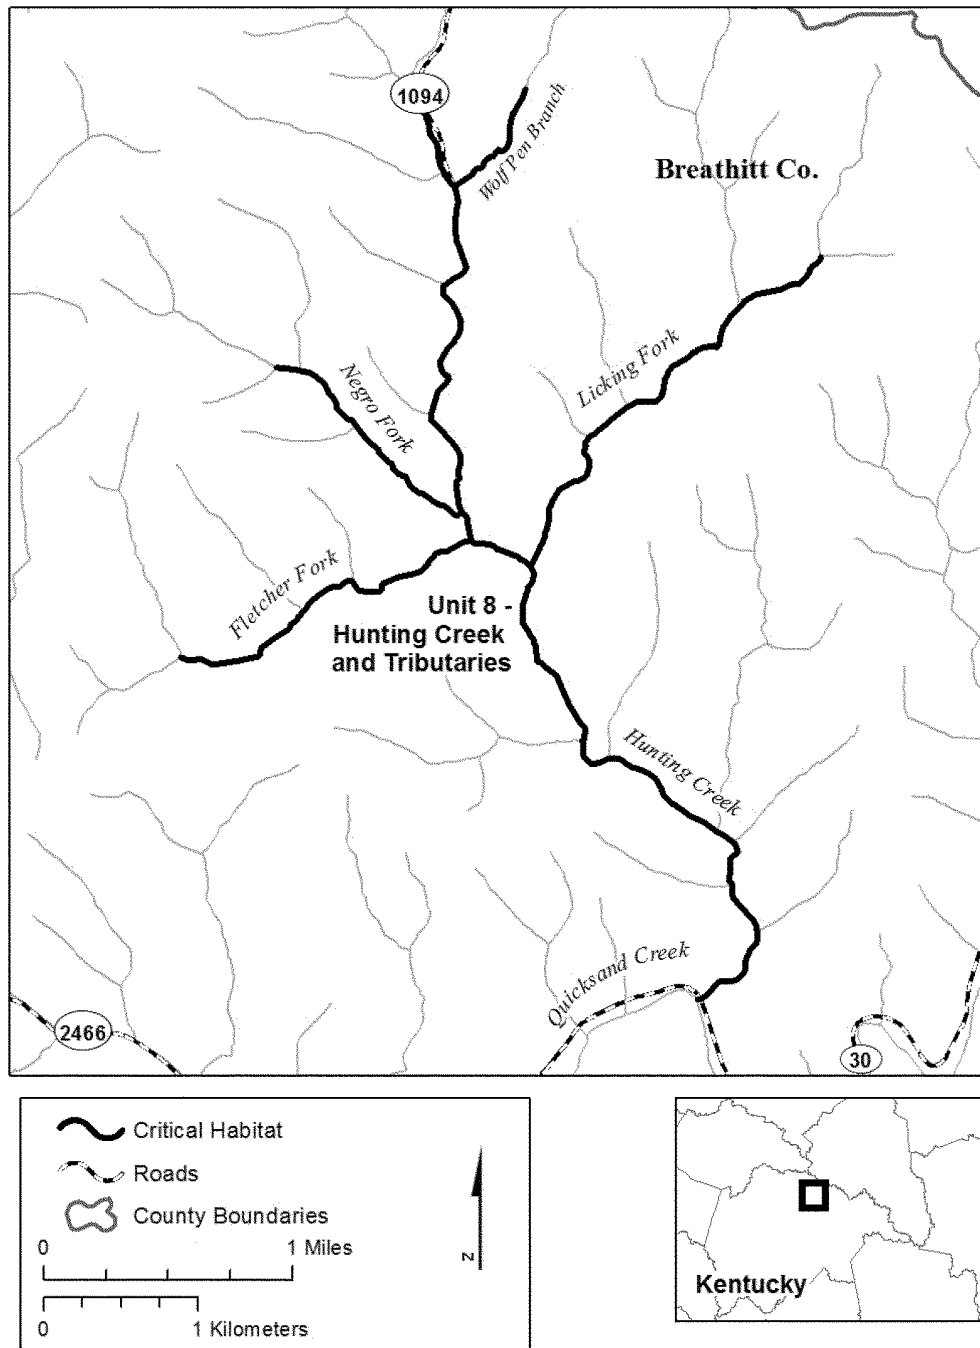 1094
Wolf Pen Branch
Breathitt Co.
Licking Fork
Negro Fork
Fletcher Fork
Unit 8 -
Hunting Creek
and Tributaries
Hunting Creek
Quicksand Creek
2466
30
Critical Habitat
Roads
County Boundaries
0 1 Miles
0 1 Kilometers
N
Kentucky